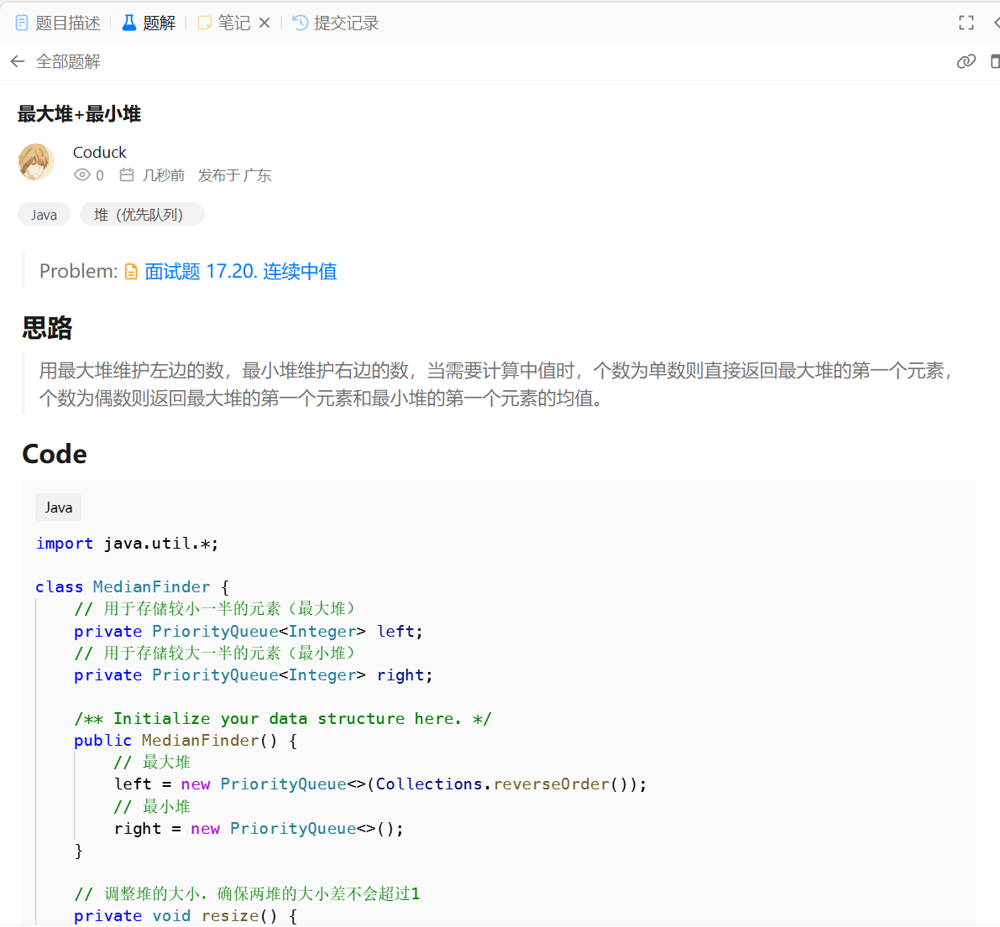 题目描述 题解 笔记 提交记录
全部题解
最大堆+最小堆
Coduck
0 几秒前 发布于 广东
Java 堆（优先队列）
Problem: 面试题 17.20. 连续中值
思路
用最大堆维护左边的数，最小堆维护右边的数，当需要计算中值时，个数为单数则直接返回最大堆的第一个元素，
个数为偶数则返回最大堆的第一个元素和最小堆的第一个元素的均值。
Code
Java
import java.util.*;
class MedianFinder {
// 用于存储较小一半的元素（最大堆）
private PriorityQueue<Integer> left;
// 用于存储较大一半的元素（最小堆）
private PriorityQueue<Integer> right;
/** Initialize your data structure here. */
public MedianFinder() {
// 最大堆
left = new PriorityQueue<>(Collections.reverseOrder());
// 最小堆
right = new PriorityQueue<>();
}
// 调整堆的大小，确保两堆的大小差不会超过1
private void resize() {